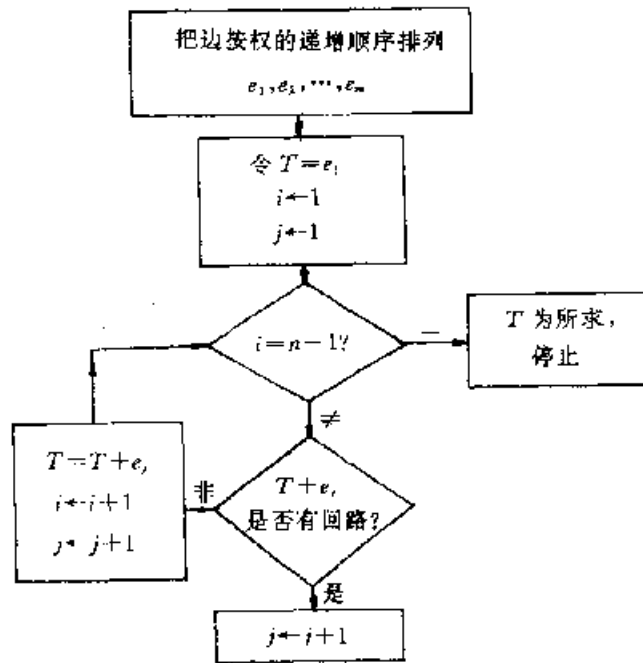 把边按权的递增顺序排列
e₁,e₂,⋯,eₘ
令 T=e₁
i←1
j←1
i=n-1?
=
T 为所求,
停止
≠
T+eⱼ
是否有回路?
非
T=T+eⱼ
i←i+1
j←j+1
是
j←j+1